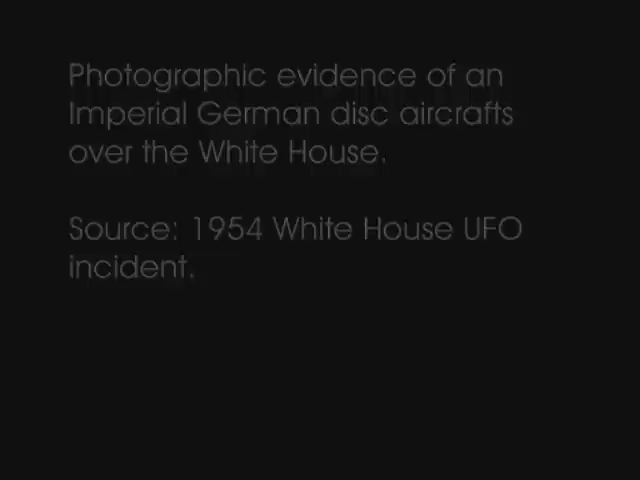 Photographic evidence of an
Imperial German disc aircrafts
over the White House.
Source: 1954 White House UFO
incident.